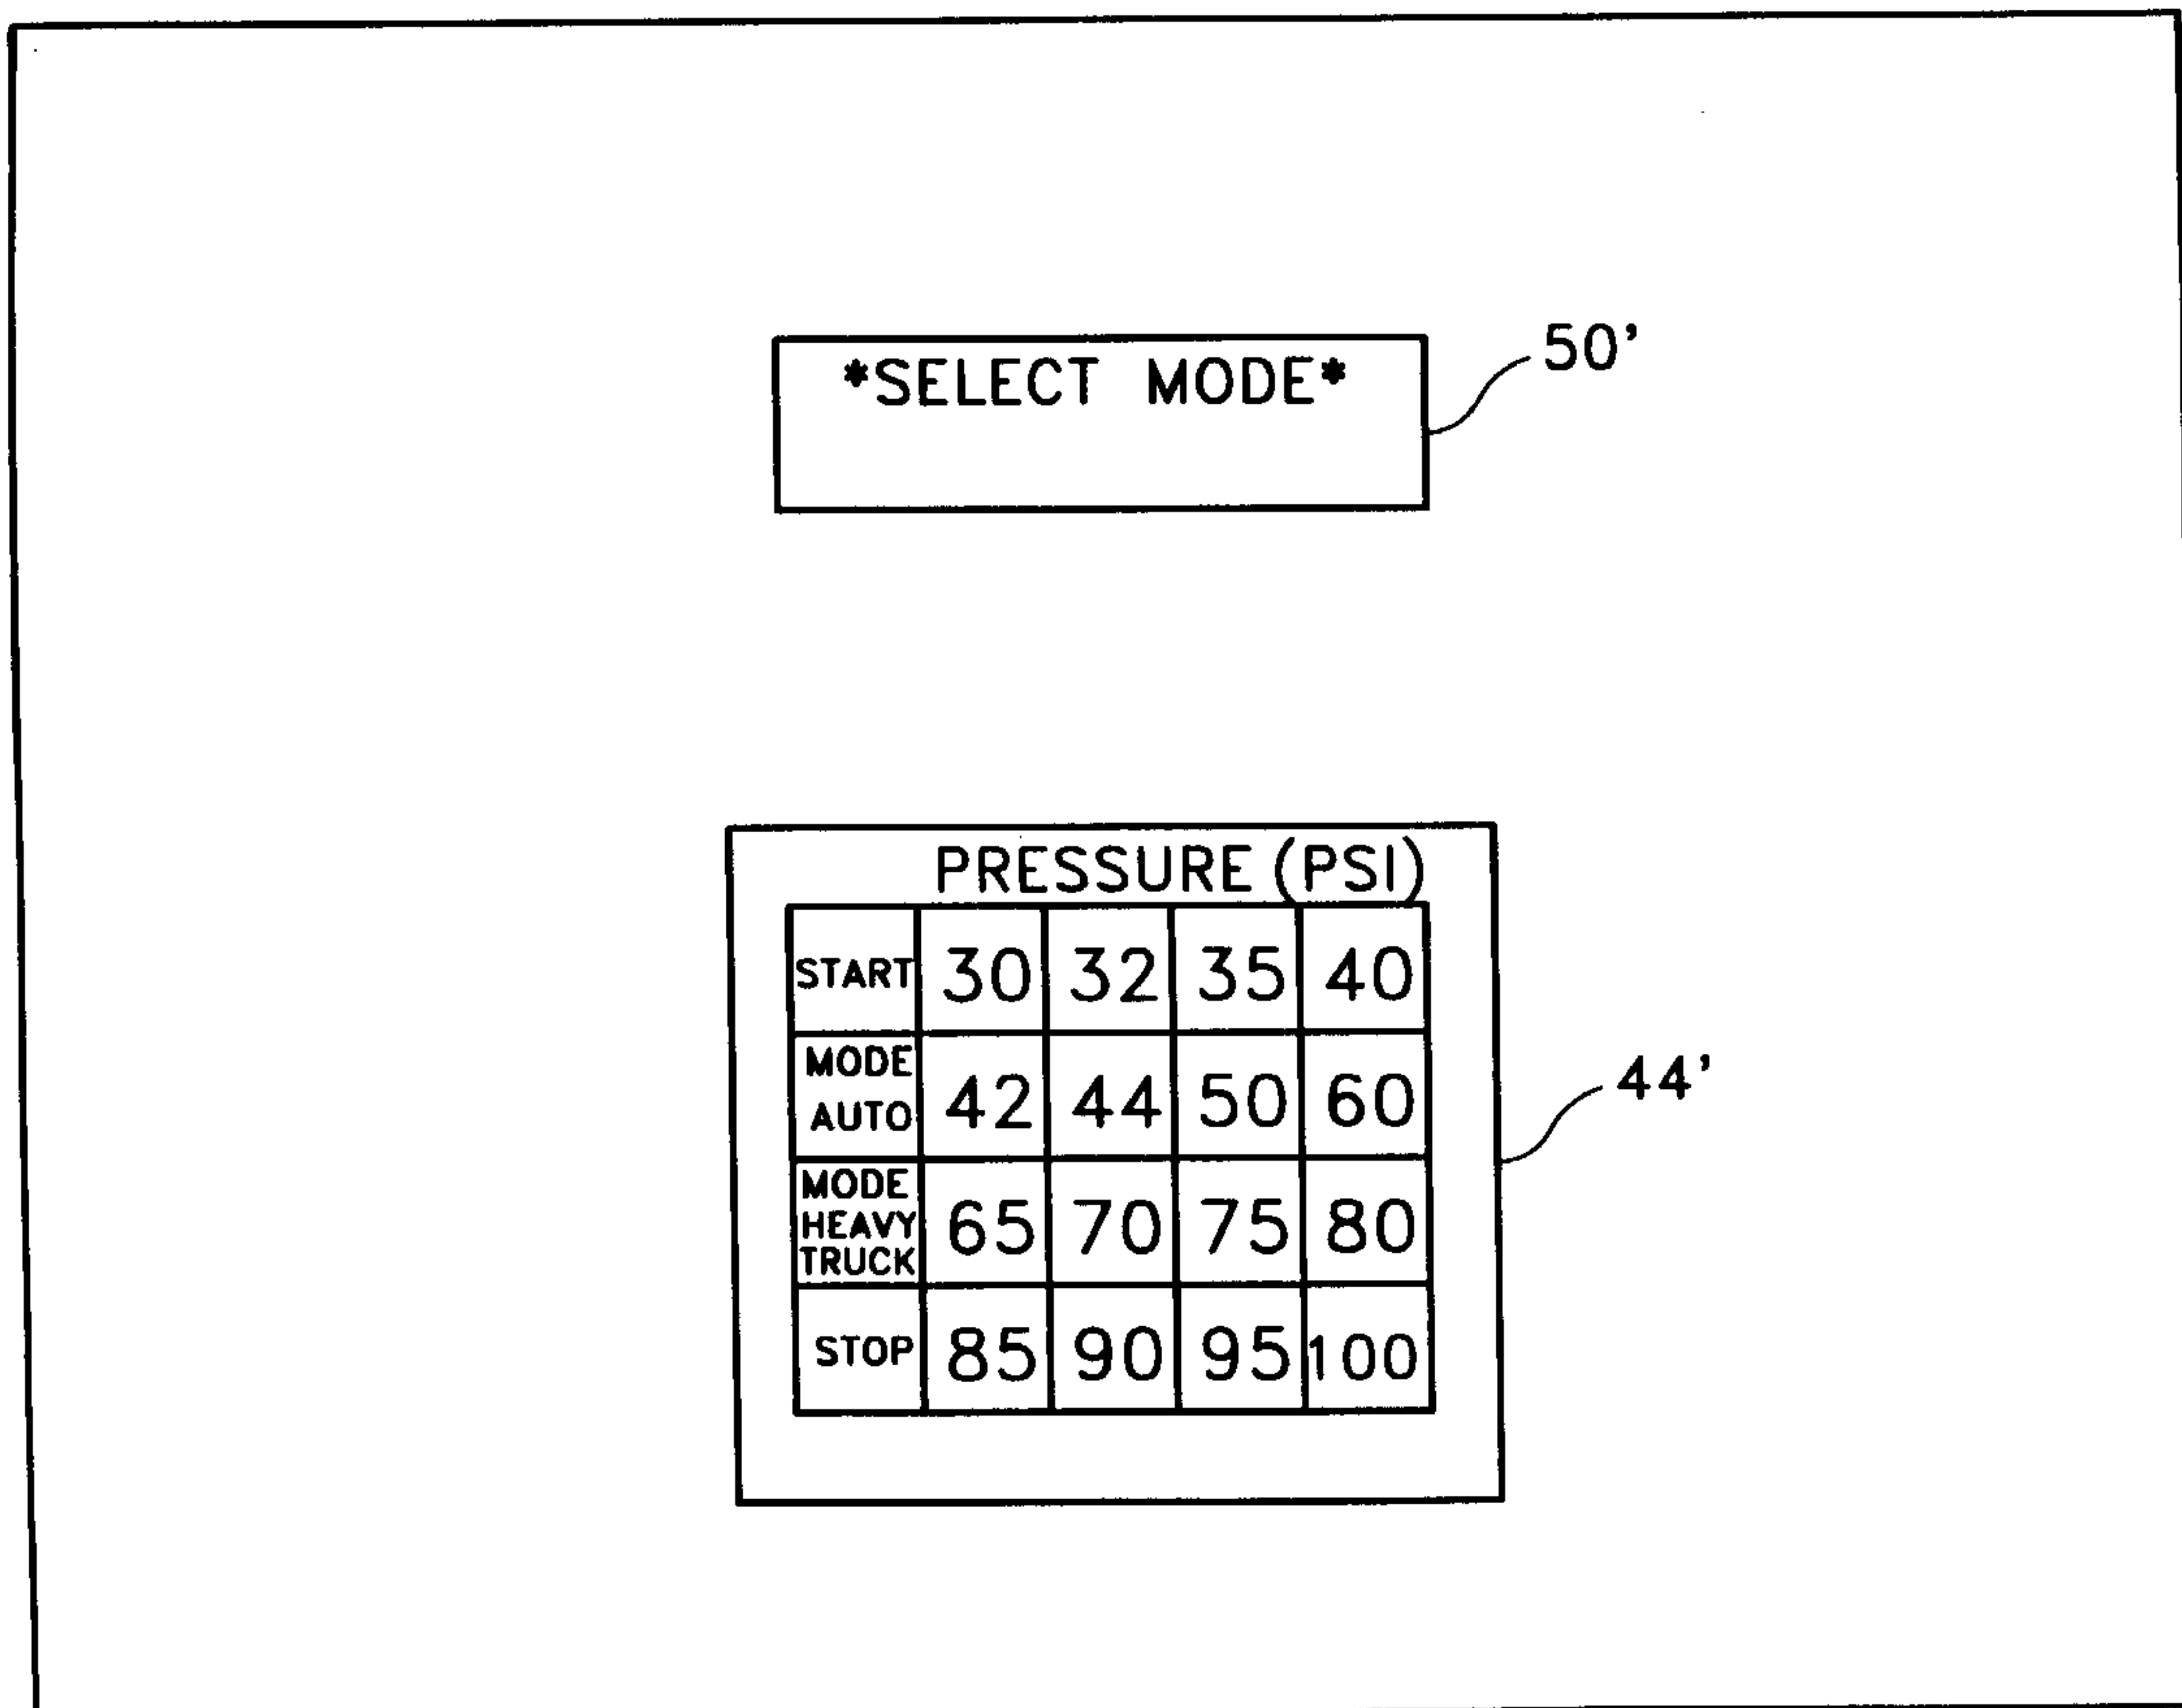 *SELECT MODE*
50'
PRESSURE (PSI)
START 30 32 35 40
MODE AUTO 42 44 50 60
MODE HEAVY TRUCK 65 70 75 80
STOP 85 90 95 100
44'